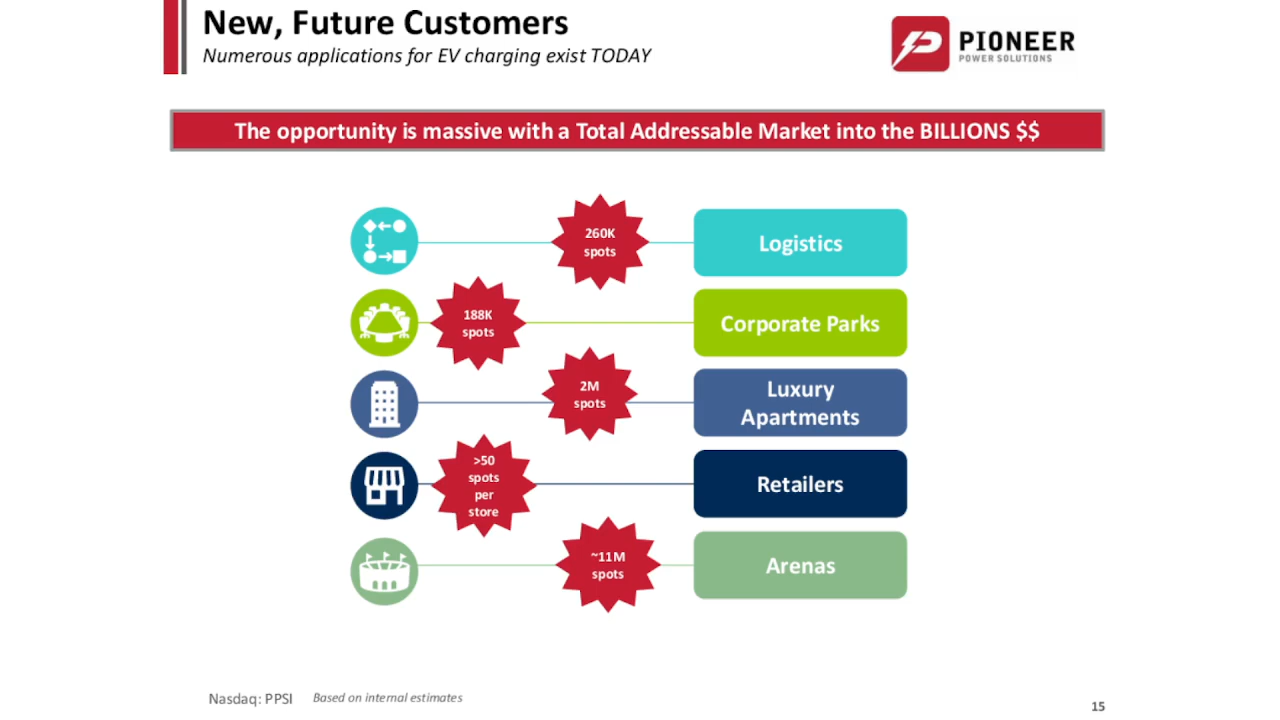 New, Future Customers
Numerous applications for EV charging exist TODAY
PIONEER
POWER SOLUTIONS
The opportunity is massive with a Total Addressable Market into the BILLIONS $$
260K
spots
Logistics
188K
spots
Corporate Parks
2M
spots
Luxury
Apartments
>50
spots
per
store
Retailers
~11M
spots
Arenas
Nasdaq: PPSI
Based on internal estimates
15